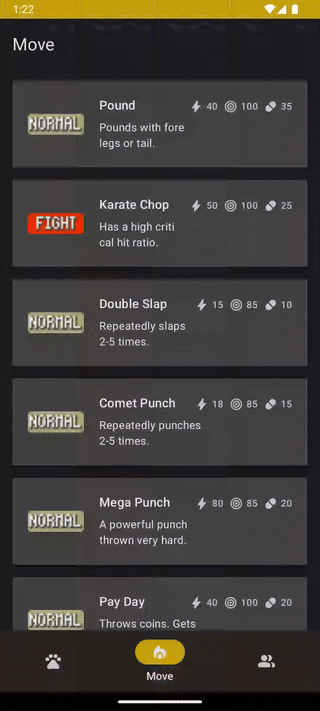 1:22
Move
Pound 40 100 35
NORMAL
Pounds with fore
legs or tail.
Karate Chop 50 100 25
FIGHT
Has a high criti
cal hit ratio.
Double Slap 15 85 10
NORMAL
Repeatedly slaps
2-5 times.
Comet Punch 18 85 15
NORMAL
Repeatedly punches
2-5 times.
Mega Punch 80 85 20
NORMAL
A powerful punch
thrown very hard.
Pay Day 40 100 20
NORMAL
Throws coins. Gets
Move